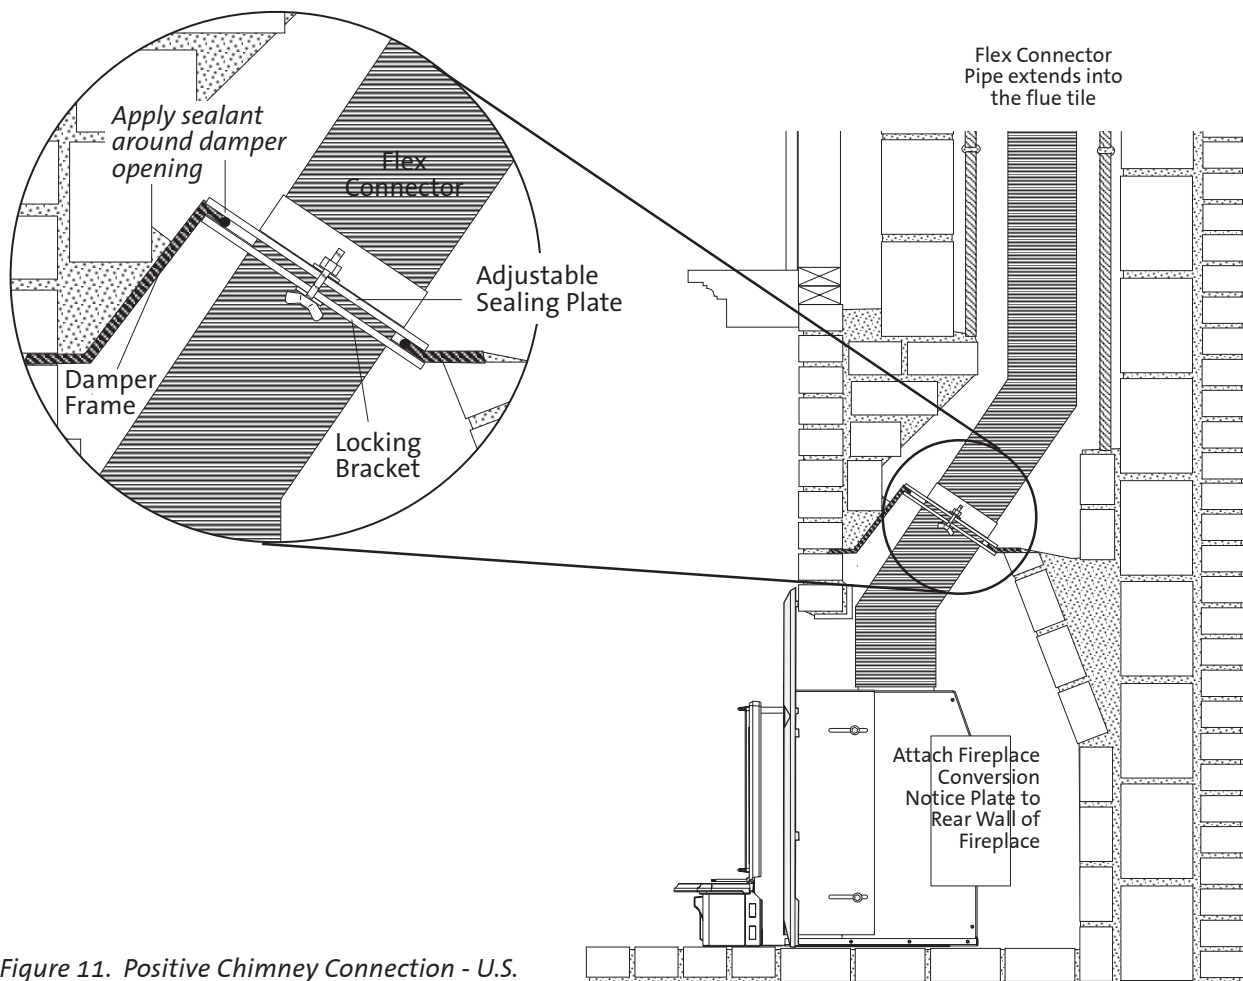 Flex Connector
Pipe extends into
the flue tile
Apply sealant
around damper
opening
Flex
Connector
Adjustable
Sealing Plate
Damper
Frame
Locking
Bracket
Attach Fireplace
Conversion
Notice Plate to
Rear Wall of
Fireplace
Figure 11. Positive Chimney Connection - U.S.